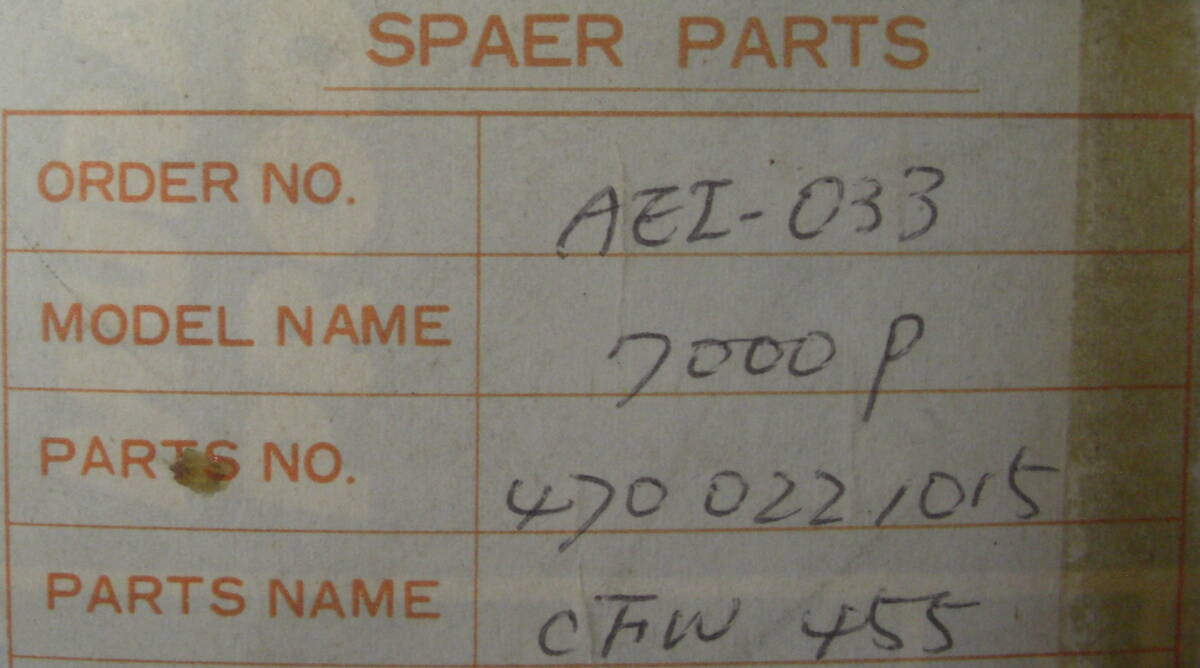 SPAER PARTS
ORDER NO. AEI-033
MODEL NAME 7000 P
PARTS NO. 470 022 1015
PARTS NAME CFW 455